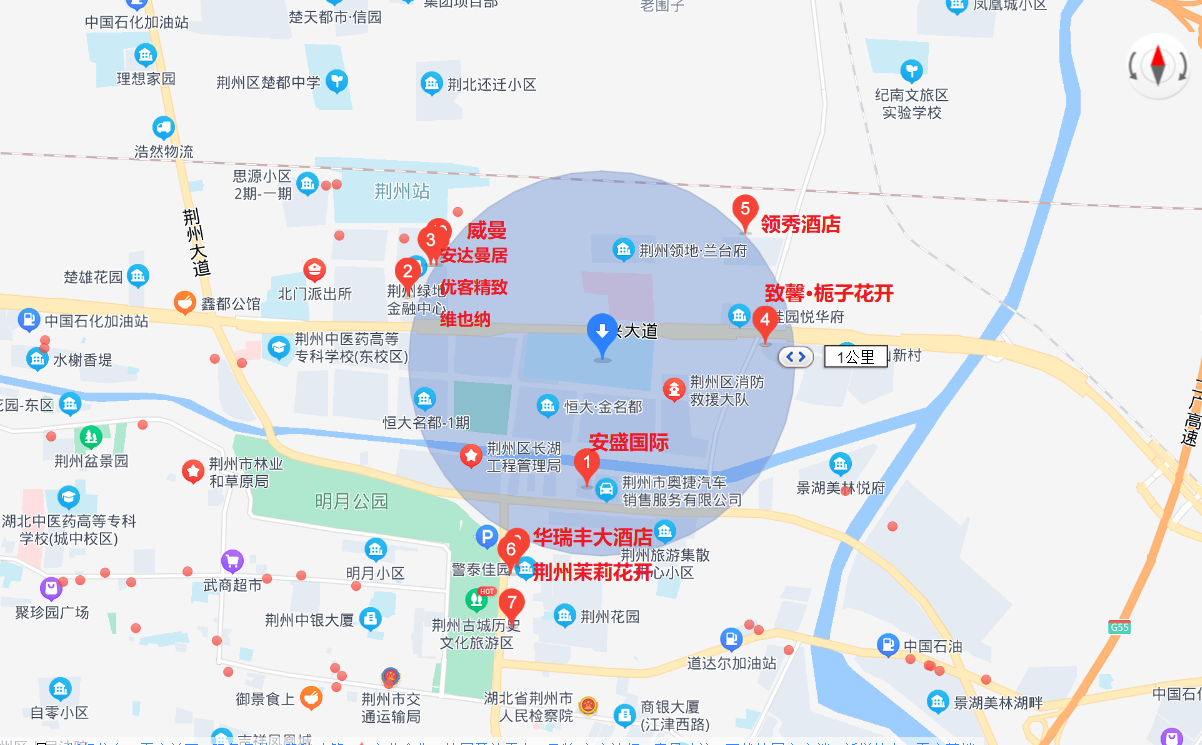 集团项目部
老围子
凤凰城小区
中国石化加油站
楚天都市·信园
理想家园
荆州区楚都中学
荆北还迁小区
纪南文旅区
实验学校
浩然物流
思源小区
2期-一期
荆州站
荆州大道
5
领秀酒店
威曼
3
安达曼居
荆州领地·兰台府
楚雄花园
北门派出所
2
荆州绿地
金融中心
优客精致
致馨•栀子花开
鑫都公馆
维也纳
4
桂园悦华府
中国石化加油站
兴大道
荆州中医药高等
专科学校(东校区)
1公里
山新村
水榭香堤
荆州区消防
救援大队
二广高速
花园-东区
恒大名都-1期
恒大·金名都
荆州盆景园
荆州区长湖
工程管理局
安盛国际
1
荆州市林业
和草原局
荆州市奥捷汽车
销售服务有限公司
景湖美林悦府
明月公园
湖北中医药高等专科
学校(城中校区)
P
华瑞丰大酒店
6
荆州旅游集散
中心小区
警泰佳园
荆州茉莉花开
武商超市
明月小区
HOT
7
聚珍园广场
荆州中银大厦
荆州古城历史
文化旅游区
荆州花园
G55
道达尔加油站
中国石油
御景食上
荆州市交
通运输局
湖北省荆州市
人民检察院
商钑大厦
(江津西路)
景湖美林湖畔
中国石化
自零小区
吉祥凤凰城